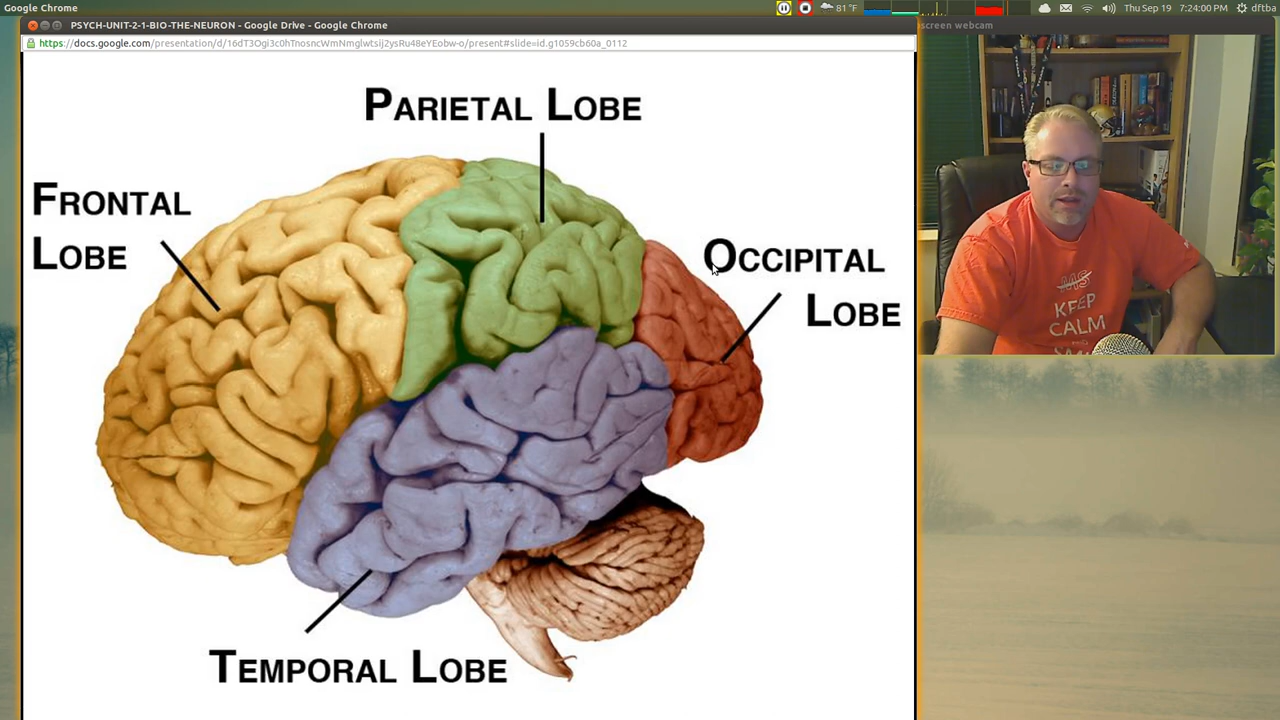 Google Chrome
81 °F
Thu Sep 19
7:24:00 PM
dftba
PSYCH-UNIT-2-1-BIO-THE-NEURON - Google Drive - Google Chrome
screen webcam
PARIETAL LOBE
FRONTAL
LOBE
OCCIPITAL
LOBE
TEMPORAL LOBE
KEEP
CALM